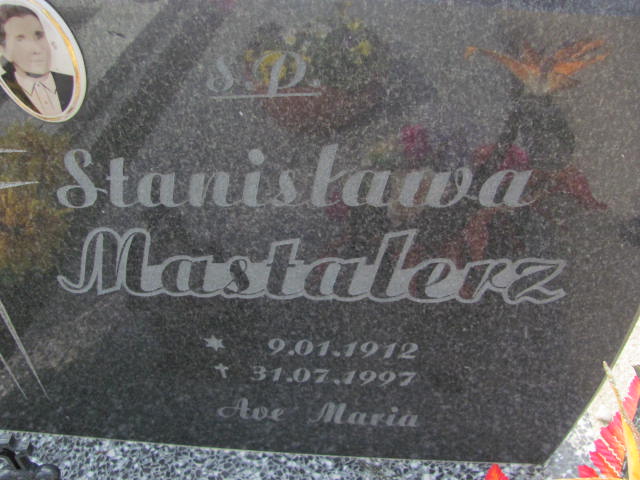 ś.p.
Stanisława
Mastalerz
* 9.01.1912
✝ 31.07.1997
Ave Maria